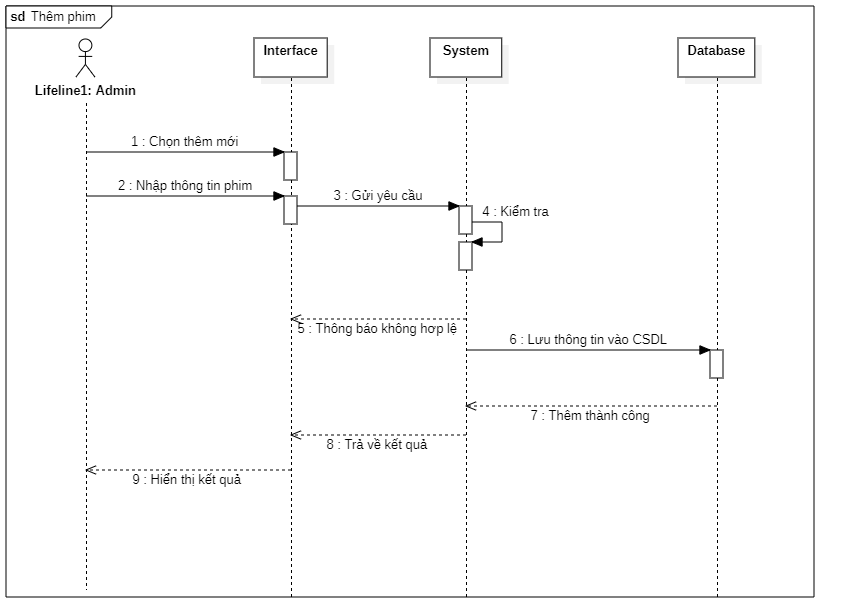 sd Thêm phim
Interface
System
Database
Lifeline1: Admin
1 : Chọn thêm mới
2 : Nhập thông tin phim
3 : Gửi yêu cầu
4 : Kiểm tra
5 : Thông báo không hơp lệ
6 : Lưu thông tin vào CSDL
7 : Thêm thành công
8 : Trả về kết quả
9 : Hiển thị kết quả